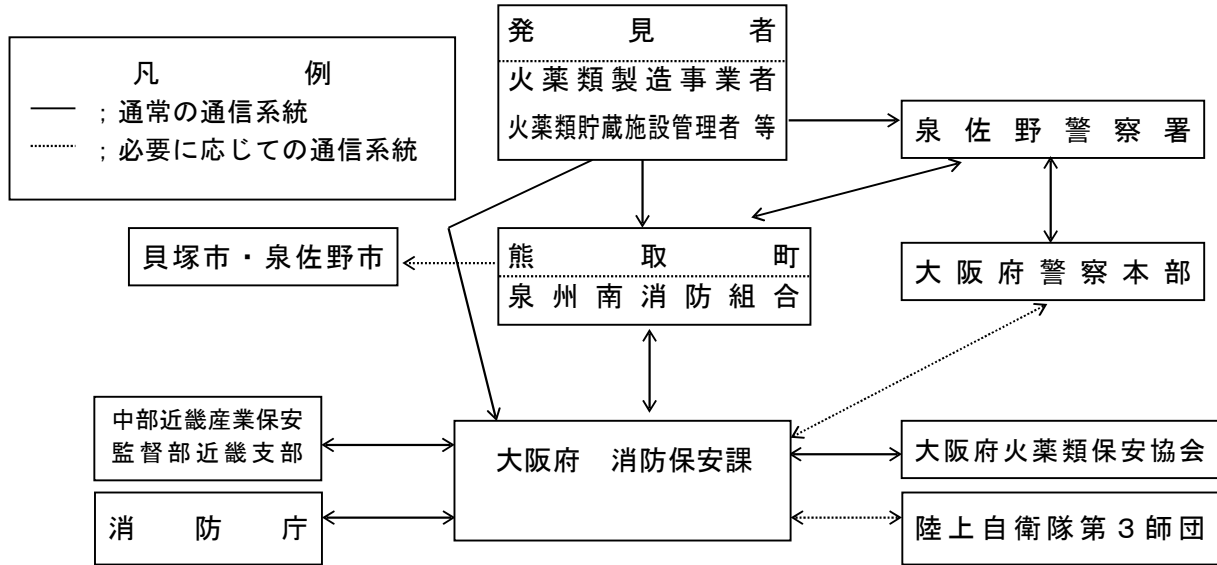 発見者
火薬類製造事業者
火薬類貯蔵施設管理者 等
凡例
；通常の通信系統
；必要に応じての通信系統
泉佐野警察署
貝塚市・泉佐野市
熊取町
泉州南消防組合
大阪府警察本部
中部近畿産業保安
監督部近畿支部
大阪府　消防保安課
大阪府火薬類保安協会
消防庁
陸上自衛隊第３師団